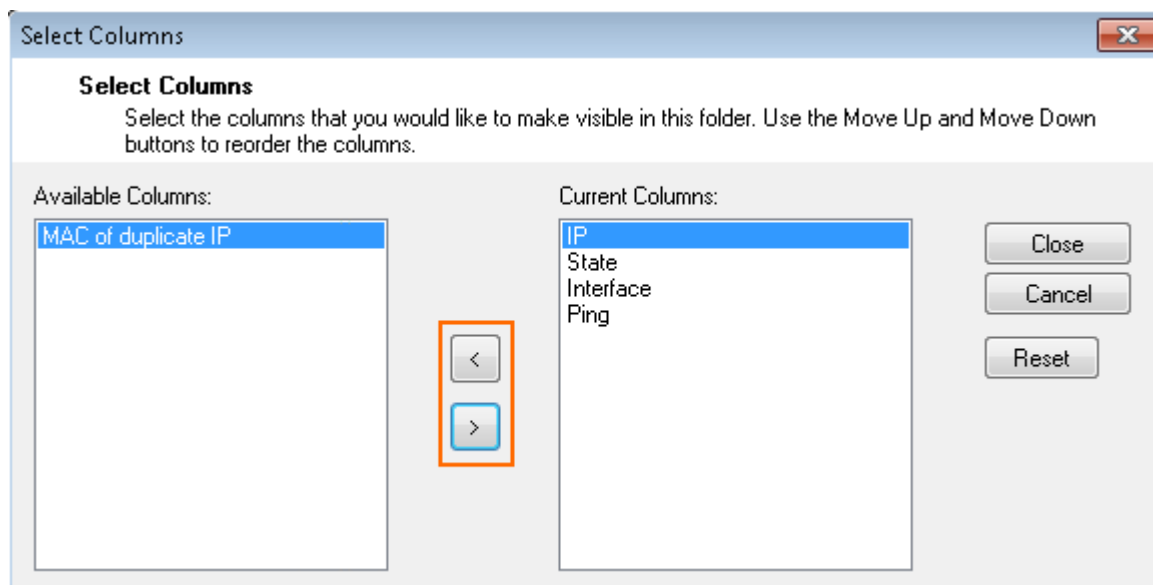 Select Columns
Select Columns
Select the columns that you would like to make visible in this folder. Use the Move Up and Move Down
buttons to reorder the columns.
Available Columns:
MAC of duplicate IP
<
>
Current Columns:
IP
State
Interface
Ping
Close
Cancel
Reset